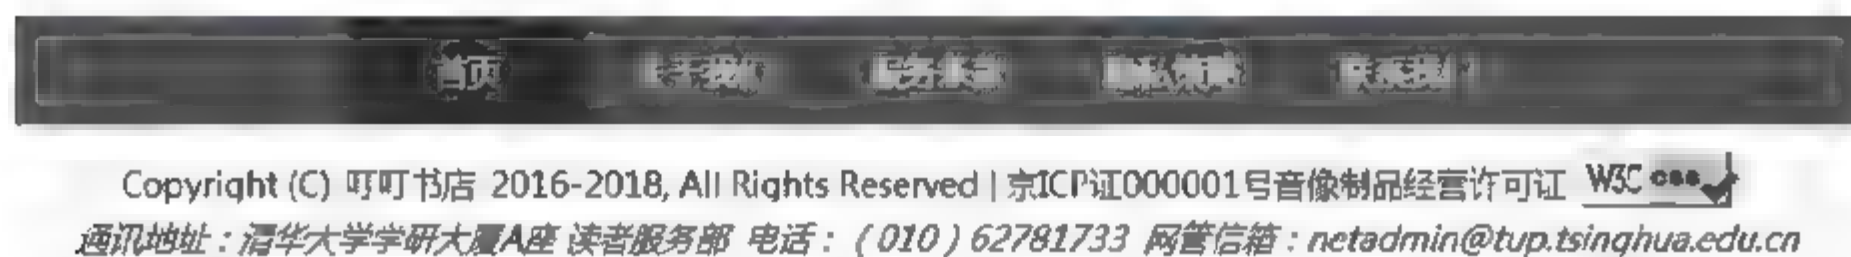 首页
Copyright (C) 叮叮书店 2016-2018, All Rights Reserved | 京ICP证000001号音像制品经营许可证 W3C css
通讯地址：清华大学学研大厦A座 读者服务部 电话：（010）62781733 网管信箱：netadmin@tup.tsinghua.edu.cn